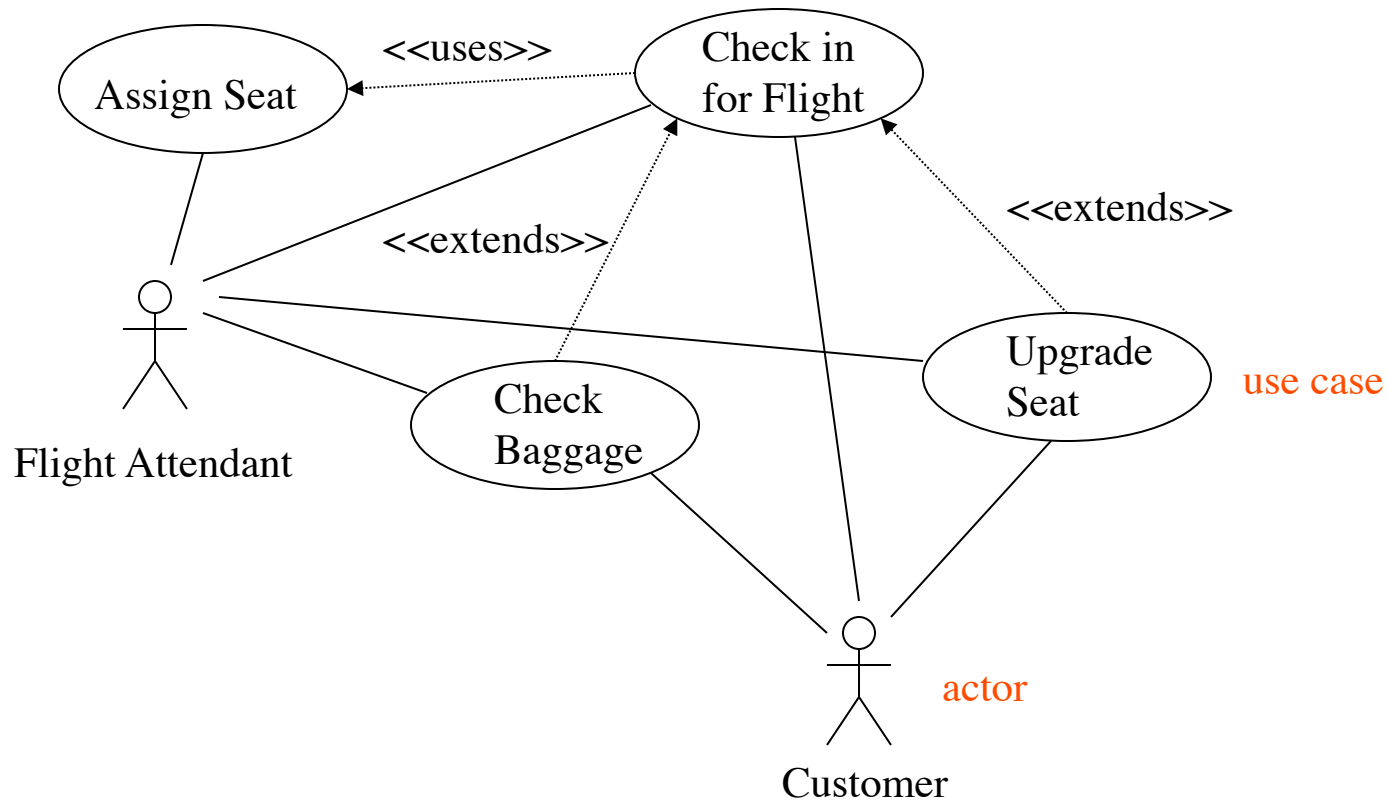 <<uses>>
Check in
for Flight
Assign Seat
<<extends>>
<<extends>>
Upgrade
Seat
use case
Check
Baggage
Flight Attendant
actor
Customer